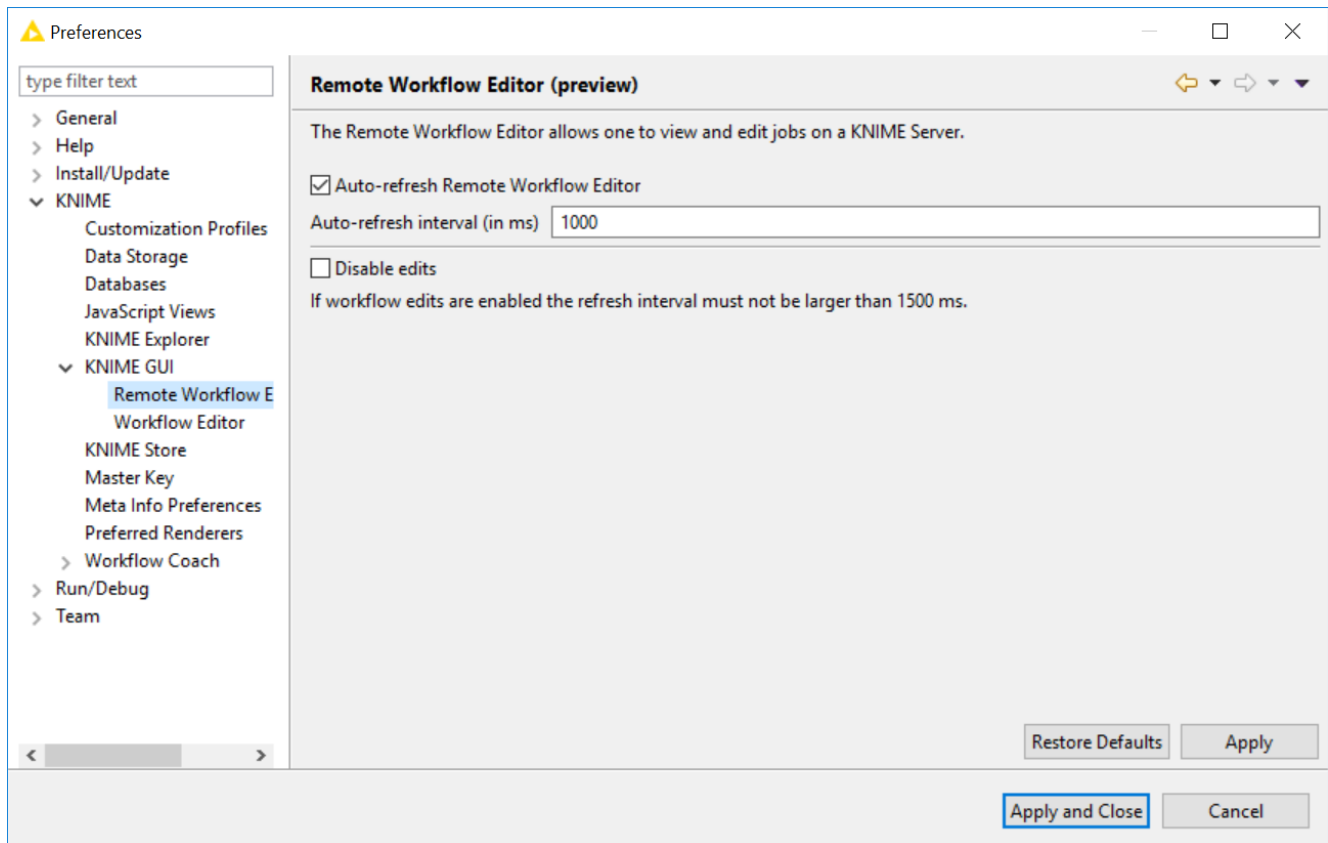 Preferences
type filter text
General
Help
Install/Update
KNIME
Customization Profiles
Data Storage
Databases
JavaScript Views
KNIME Explorer
KNIME GUI
Remote Workflow E
Workflow Editor
KNIME Store
Master Key
Meta Info Preferences
Preferred Renderers
Workflow Coach
Run/Debug
Team
Remote Workflow Editor (preview)
The Remote Workflow Editor allows one to view and edit jobs on a KNIME Server.
Auto-refresh Remote Workflow Editor
Auto-refresh interval (in ms) 1000
Disable edits
If workflow edits are enabled the refresh interval must not be larger than 1500 ms.
Restore Defaults Apply
Apply and Close Cancel